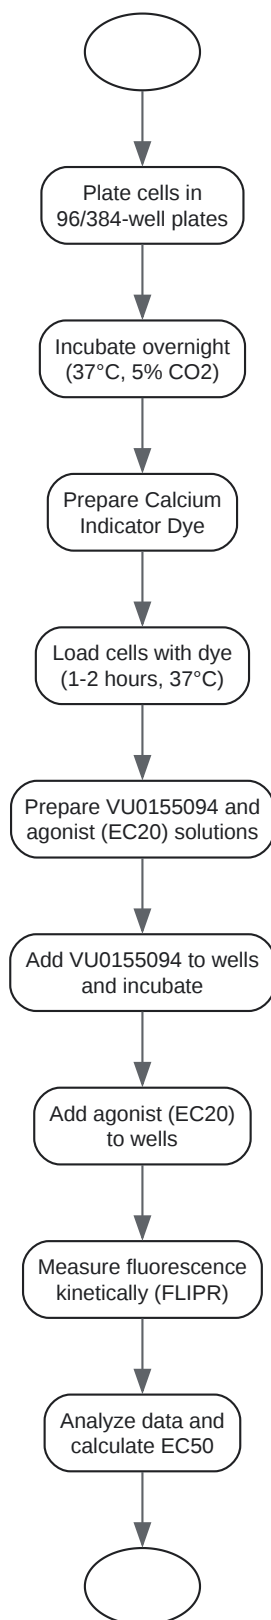 Plate cells in
96/384-well plates
Incubate overnight
(37°C, 5% CO2)
Prepare Calcium
Indicator Dye
Load cells with dye
(1-2 hours, 37°C)
Prepare VU0155094 and
agonist (EC20) solutions
Add VU0155094 to wells
and incubate
Add agonist (EC20)
to wells
Measure fluorescence
kinetically (FLIPR)
Analyze data and
calculate EC50